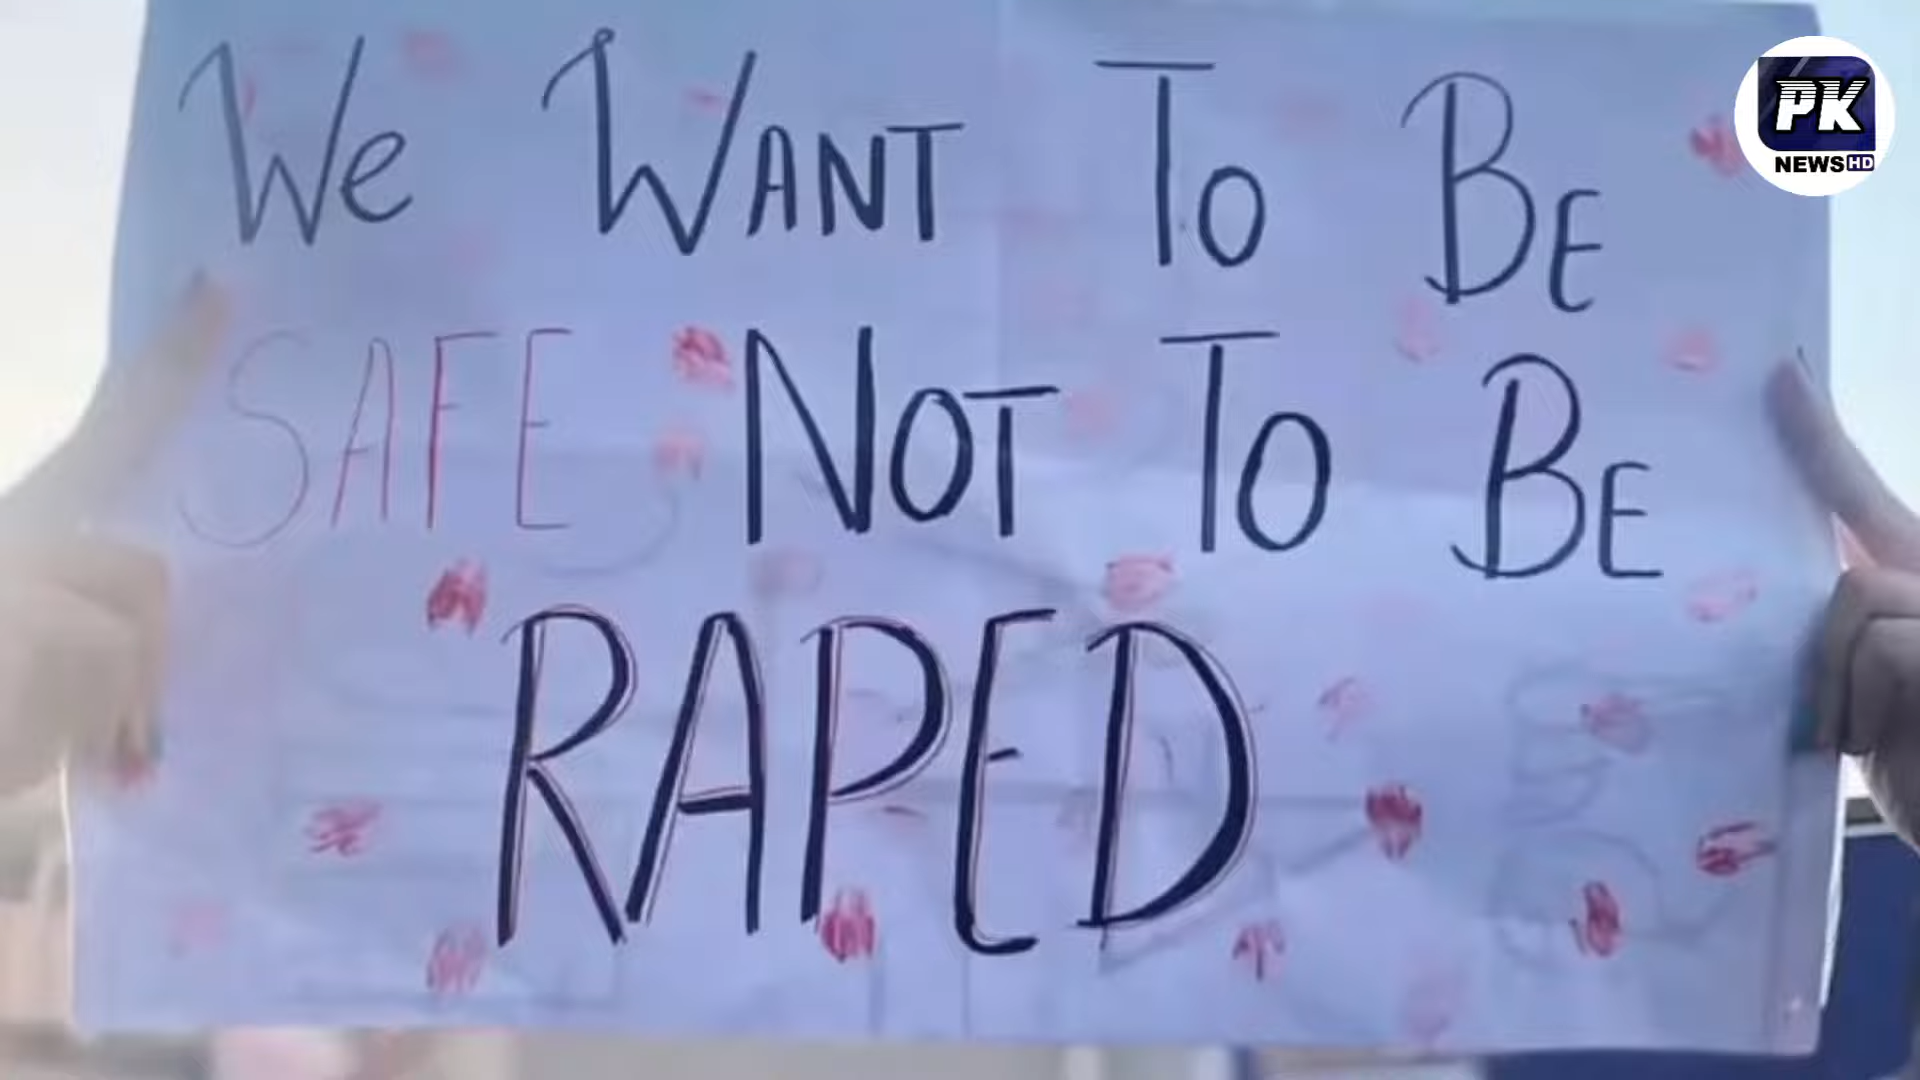 We WANT TO BE
SAFE NOT TO BE
RAPED
PK
NEWS HD